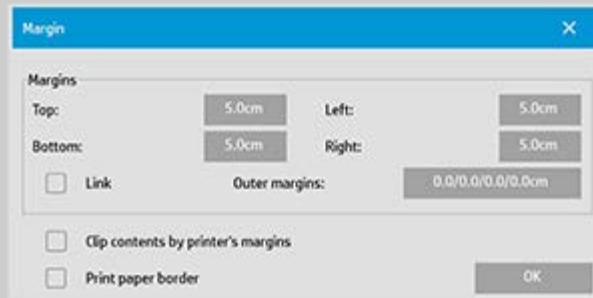 Margin
Margins
Top: 5.0cm Left: 5.0cm
Bottom: 5.0cm Right: 5.0cm
Link Outer margins: 0.0/0.0/0.0/0.0cm
Clip contents by printer's margins
Print paper border OK